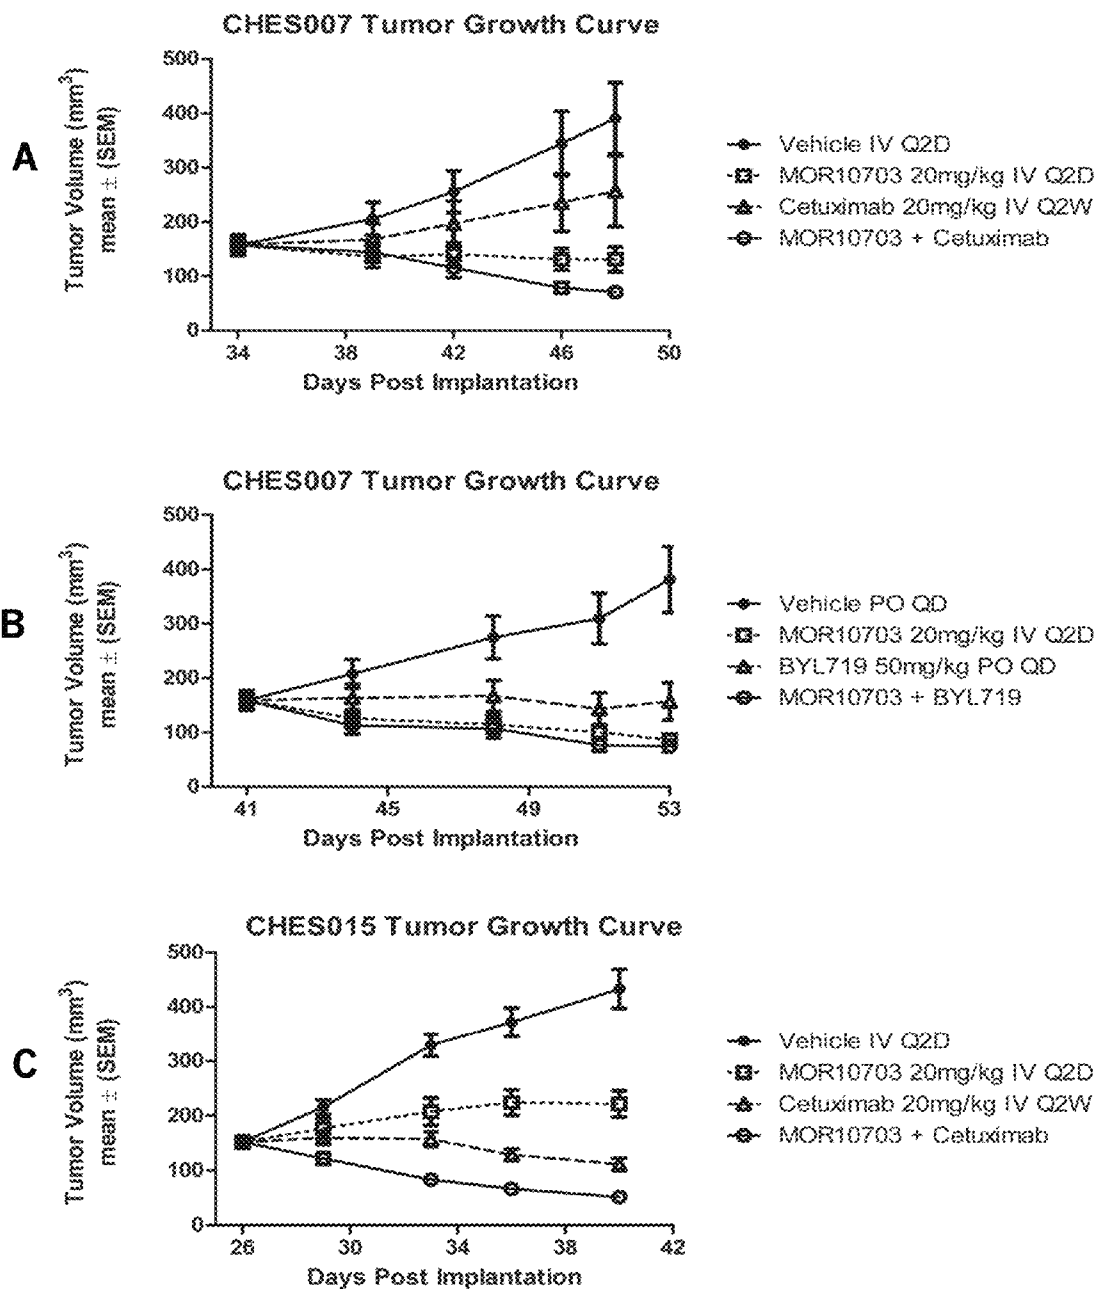 CHES007 Tumor Growth Curve
A
Tumor Volume (mm³)
mean ± (SEM)
500
400
300
200
100
0
34
38
42
46
50
Days Post Implantation
Vehicle IV Q2D
MOR10703 20mg/kg IV Q2D
Cetuximab 20mg/kg IV Q2W
MOR10703 + Cetuximab
CHES007 Tumor Growth Curve
B
Tumor Volume (mm³)
mean ± (SEM)
500
400
300
200
100
0
41
45
49
53
Days Post Implantation
Vehicle PO QD
MOR10703 20mg/kg IV Q2D
BYL719 50mg/kg PO QD
MOR10703 + BYL719
CHES015 Tumor Growth Curve
C
Tumor Volume (mm³)
mean ± (SEM)
500
400
300
200
100
0
26
30
34
38
42
Days Post Implantation
Vehicle IV Q2D
MOR10703 20mg/kg IV Q2D
Cetuximab 20mg/kg IV Q2W
MOR10703 + Cetuximab